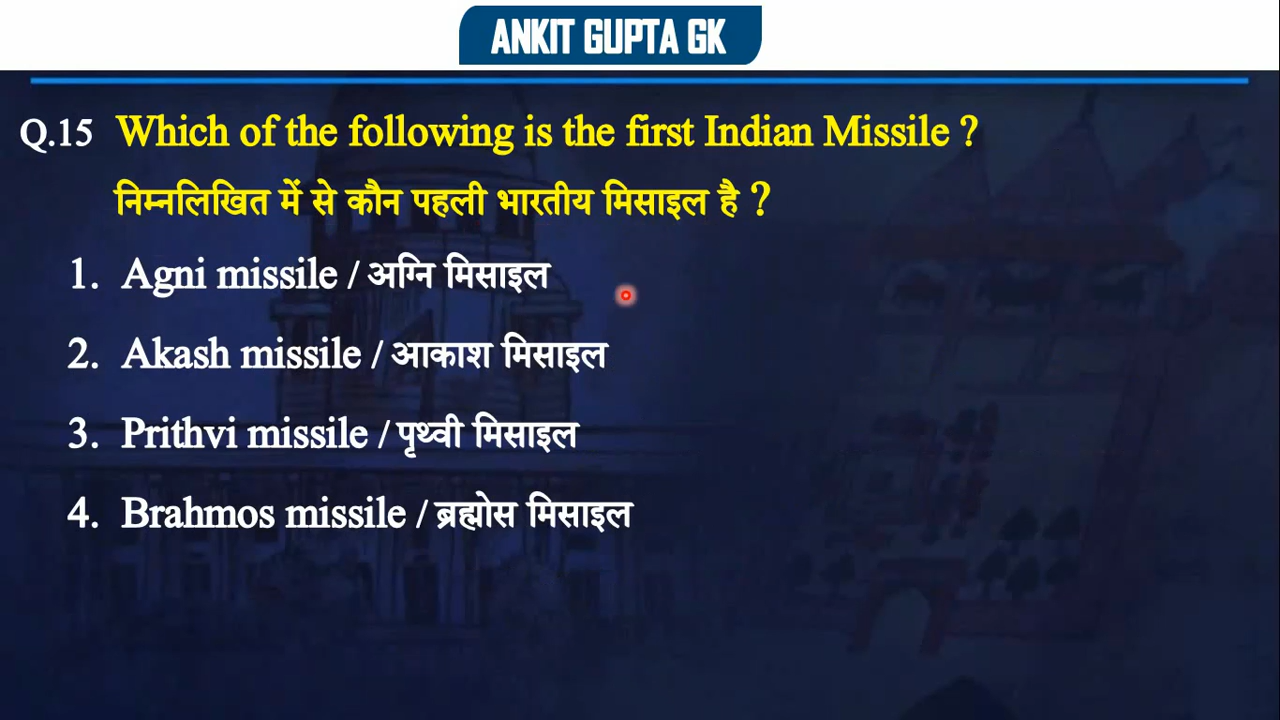 ANKIT GUPTA GK
Q.15 Which of the following is the first Indian Missile ?
निम्नलिखित में से कौन पहली भारतीय मिसाइल है ?
1. Agni missile / अग्नि मिसाइल
2. Akash missile / आकाश मिसाइल
3. Prithvi missile / पृथ्वी मिसाइल
4. Brahmos missile / ब्रह्मोस मिसाइल